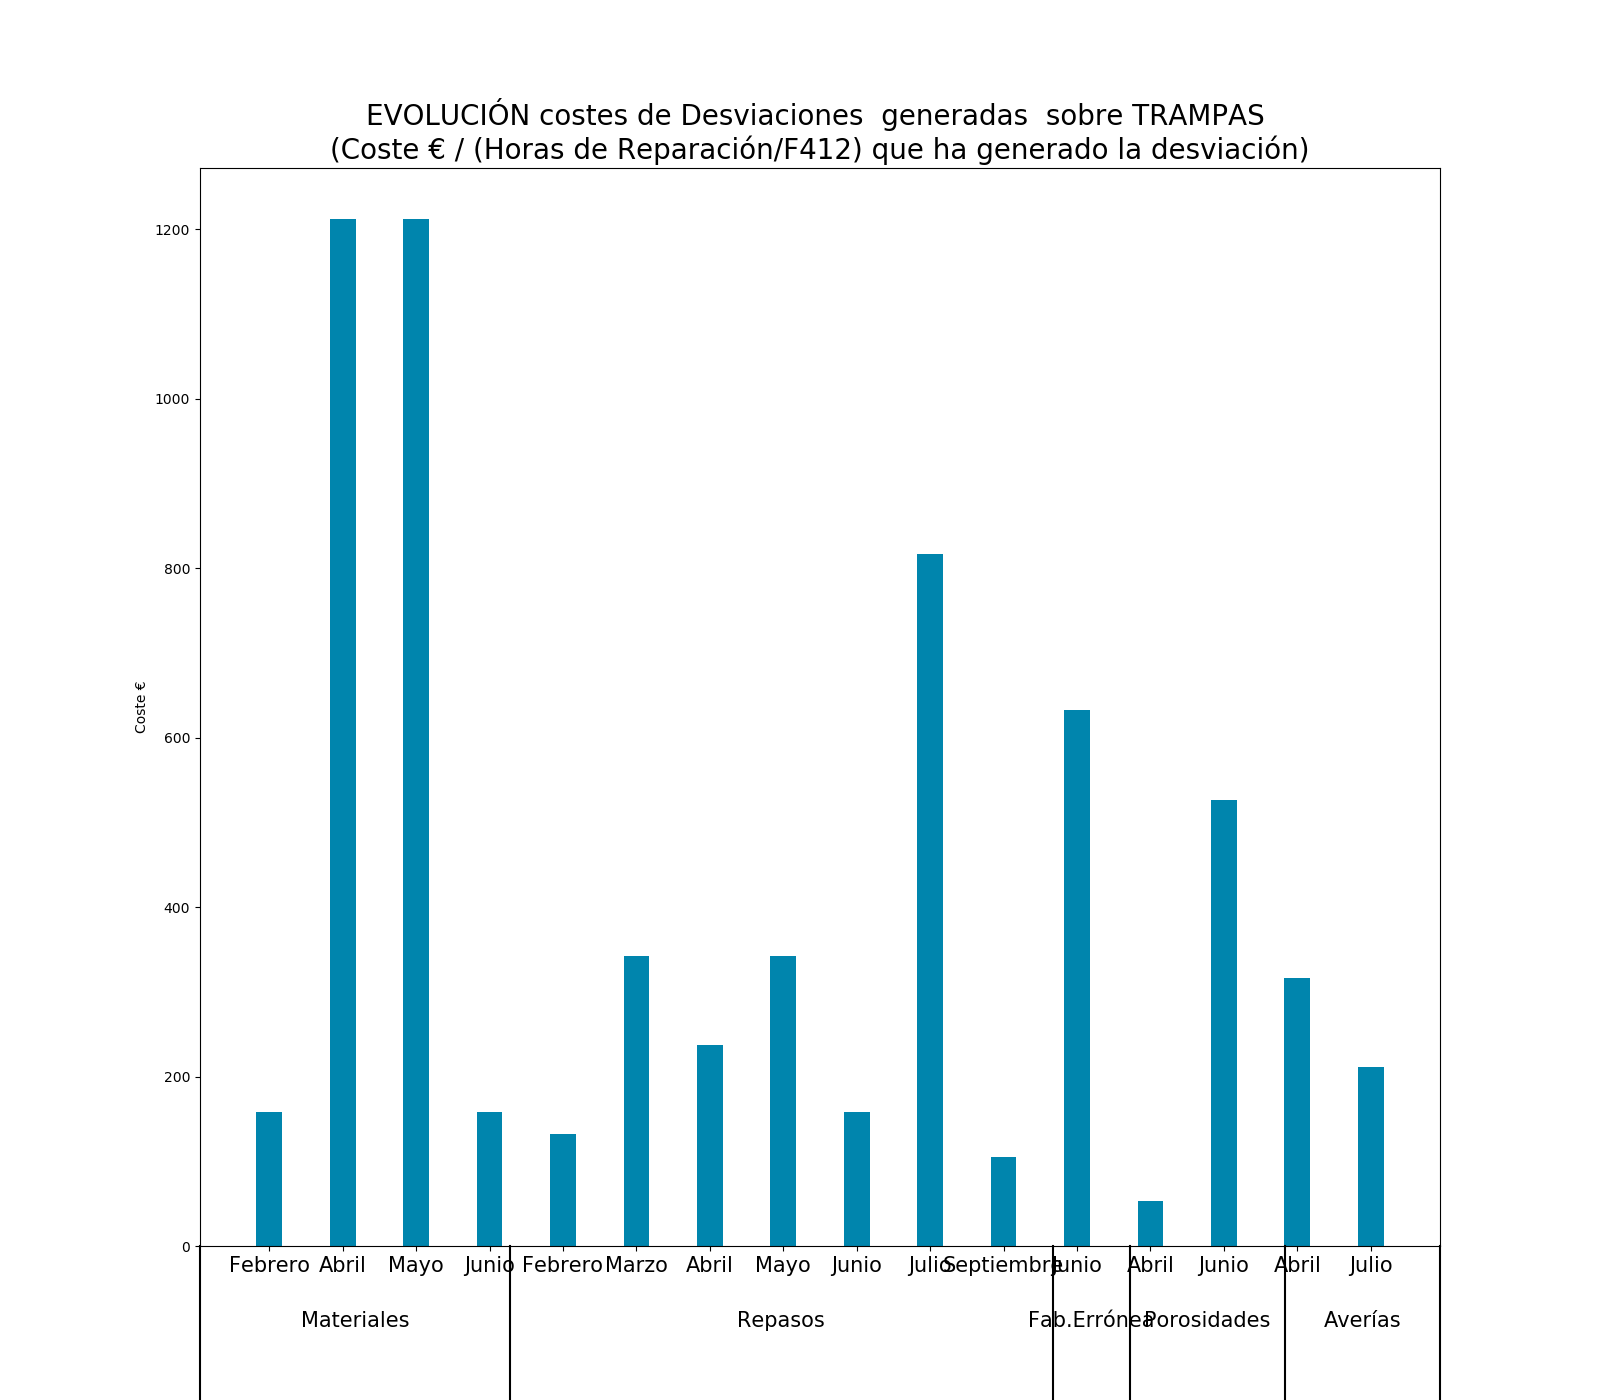 EVOLUCIÓN costes de Desviaciones  generadas  sobre TRAMPAS
(Coste € / (Horas de Reparación/F412) que ha generado la desviación)
1200
1000
800
600
400
200
0
Coste €
Febrero Abril Mayo Junio Febrero Marzo Abril Mayo Junio Julio Septiembre Junio Abril Junio Abril Julio
Materiales Repasos Fab.Errónea Porosidades Averías